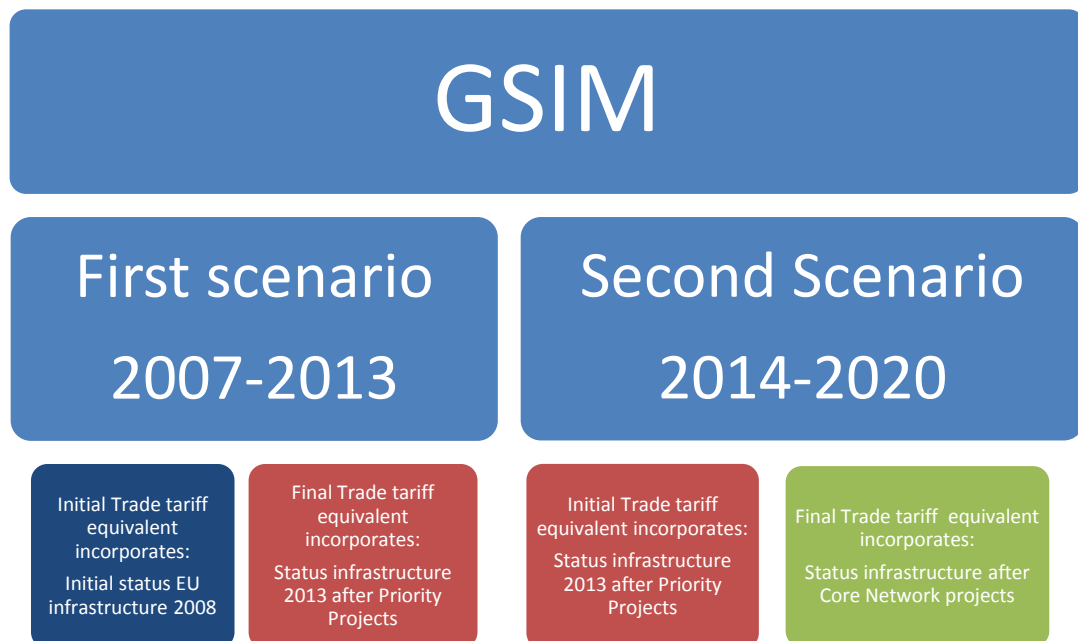 GSIM
First scenario
2007-2013
Second Scenario
2014-2020
Initial Trade tariff
equivalent
incorporates:
Initial status EU
infrastructure 2008
Final Trade tariff
equivalent
incorporates:
Status infrastructure
2013 after Priority
Projects
Initial Trade tariff
equivalent incorporates:
Status infrastructure
2013 after Priority
Projects
Final Trade tariff equivalent
incorporates:
Status infrastructure after
Core Network projects